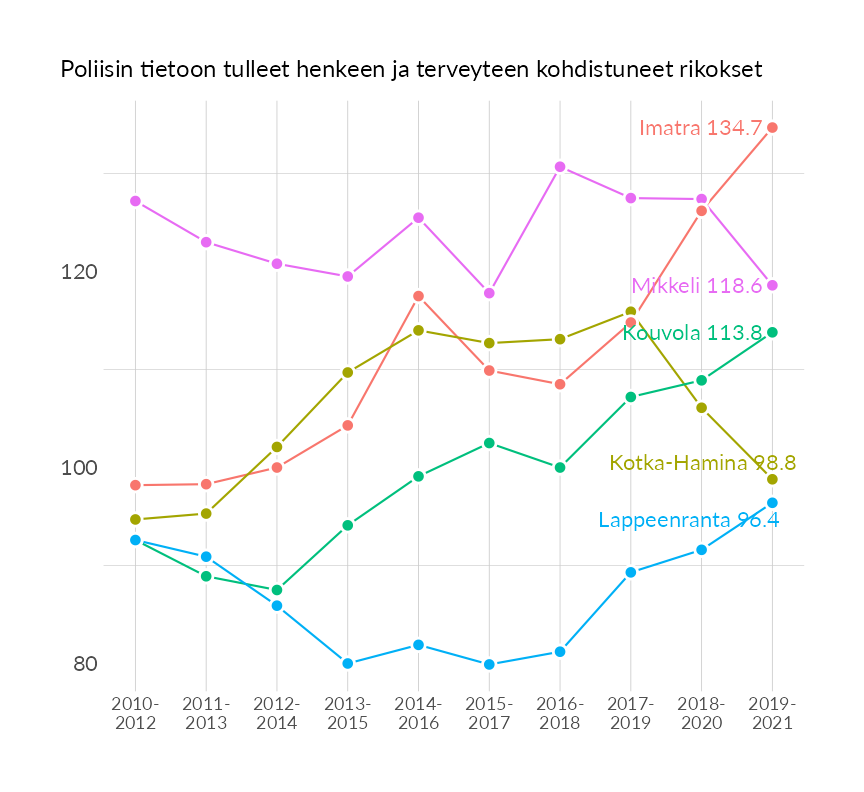 Poliisin tietoon tulleet henkeen ja terveyteen kohdistuneet rikokset
Imatra 134.7
120
Mikkeli 118.6
Kouvola 113.8
Kotka-Hamina 98.8
100
Lappeenranta 96.4
80
2010- 2011- 2012- 2013- 2014- 2015- 2016- 2017- 2018- 2019-
2012 2013 2014 2015 2016 2017 2018 2019 2020 2021